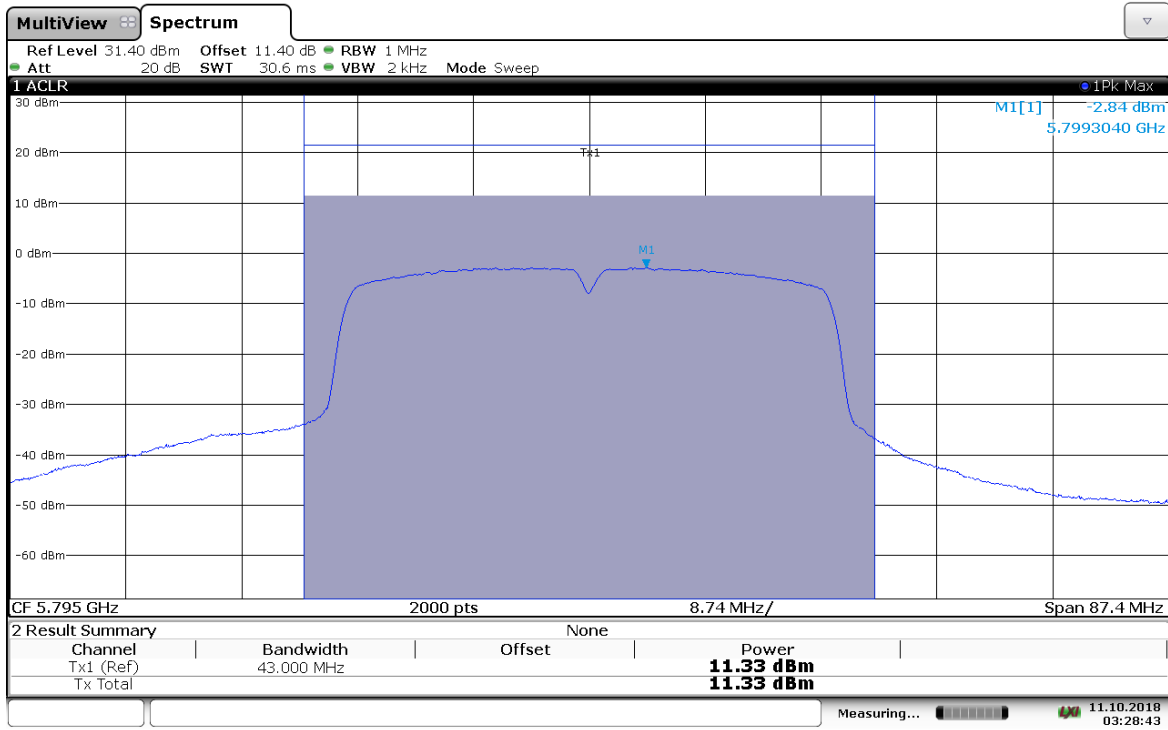 MultiView Spectrum
Ref Level 31.40 dBm Offset 11.40 dB RBW 1 MHz
Att 20 dB SWT 30.6 ms VBW 2 kHz Mode Sweep
1 ACLR 1Pk Max
M1[1] -2.84 dBm
5.7993040 GHz
30 dBm
Tx1
20 dBm
10 dBm
M1
0 dBm
-10 dBm
-20 dBm
-30 dBm
-40 dBm
-50 dBm
-60 dBm
CF 5.795 GHz 2000 pts 8.74 MHz/ Span 87.4 MHz
2 Result Summary None
Channel Bandwidth Offset Power
Tx1 (Ref) 43.000 MHz 11.33 dBm
Tx Total 11.33 dBm
Measuring... LXI 11.10.2018
03:28:43